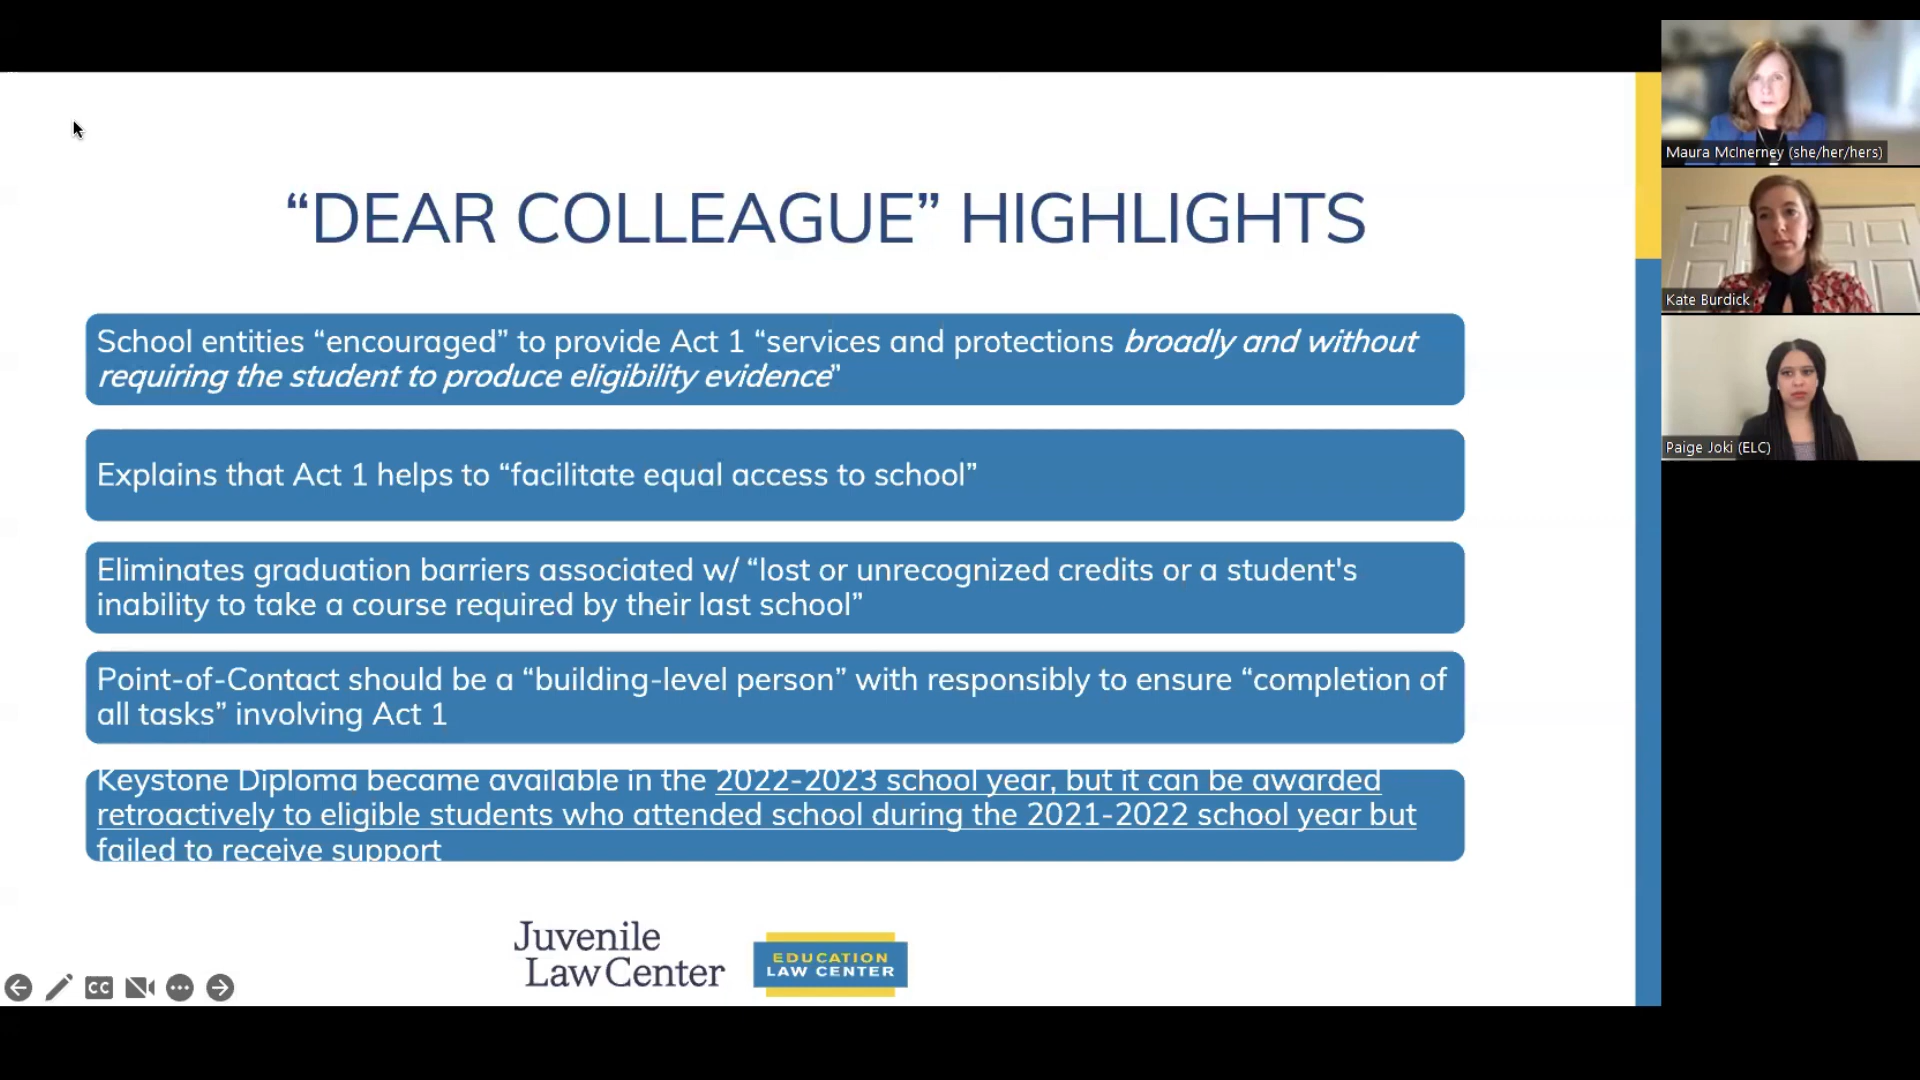 “DEAR COLLEAGUE” HIGHLIGHTS
School entities “encouraged” to provide Act 1 “services and protections broadly and without
requiring the student to produce eligibility evidence”
Explains that Act 1 helps to “facilitate equal access to school”
Eliminates graduation barriers associated w/ “lost or unrecognized credits or a student's
inability to take a course required by their last school”
Point-of-Contact should be a “building-level person” with responsibly to ensure “completion of
all tasks” involving Act 1
Keystone Diploma became available in the 2022-2023 school year, but it can be awarded
retroactively to eligible students who attended school during the 2021-2022 school year but
failed to receive support
Juvenile
Law Center
EDUCATION
LAW CENTER
CC
Maura McInerney (she/her/hers)
Kate Burdick
Paige Joki (ELC)